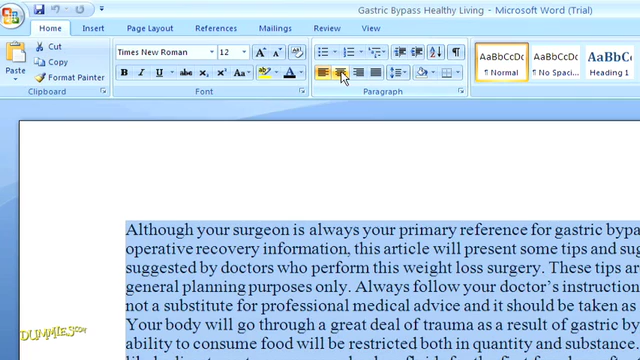 Gastric Bypass Healthy Living - Microsoft Word (Trial)
Home Insert Page Layout References Mailings Review View
Paste
Cut
Copy
Format Painter
Clipboard
Times New Roman 12
B I U abc x₂ x² Aa
Font
Paragraph
AaBbCcDc AaBbCcDc AaBbC
¶ Normal ¶ No Spaci... Heading 1
Although your surgeon is always your primary reference for gastric bypa
operative recovery information, this article will present some tips and sug
suggested by doctors who perform this weight loss surgery. These tips ar
general planning purposes only. Always follow your doctor's instruction
not a substitute for professional medical advice and it should be taken as
Your body will go through a great deal of trauma as a result of gastric b
ability to consume food will be restricted both in quantity and substance
DUMMIES.COM